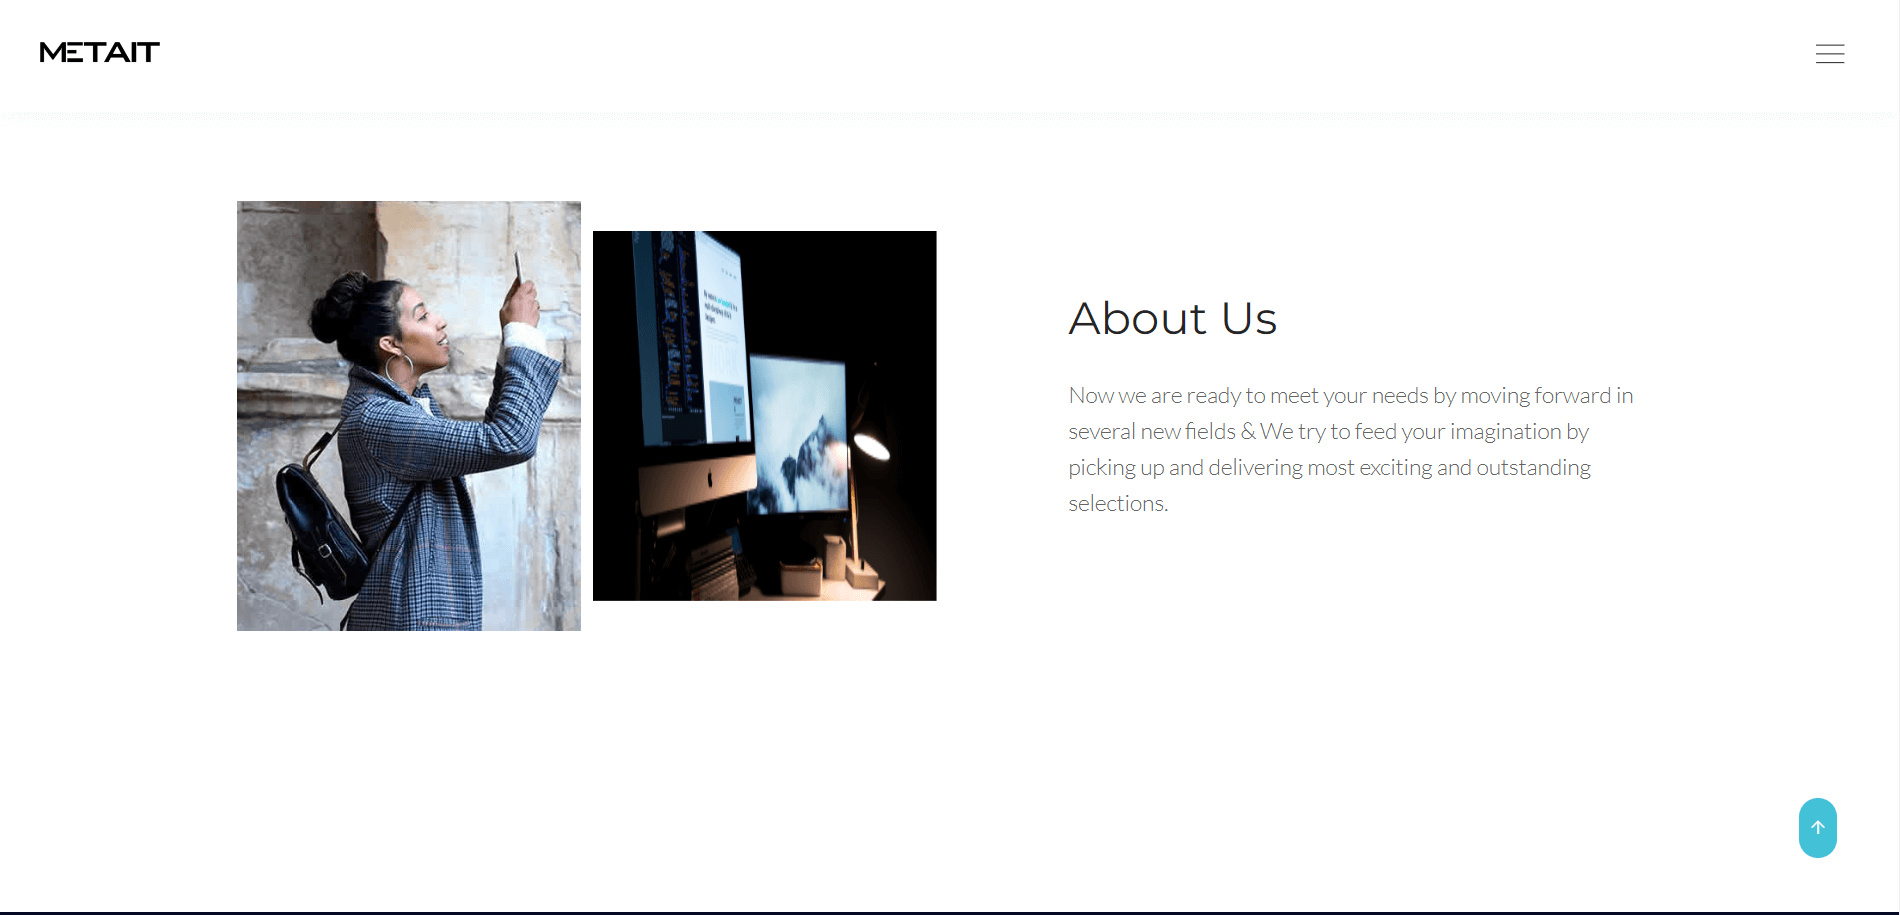 METAIT
About Us
Now we are ready to meet your needs by moving forward in
several new fields & We try to feed your imagination by
picking up and delivering most exciting and outstanding
selections.